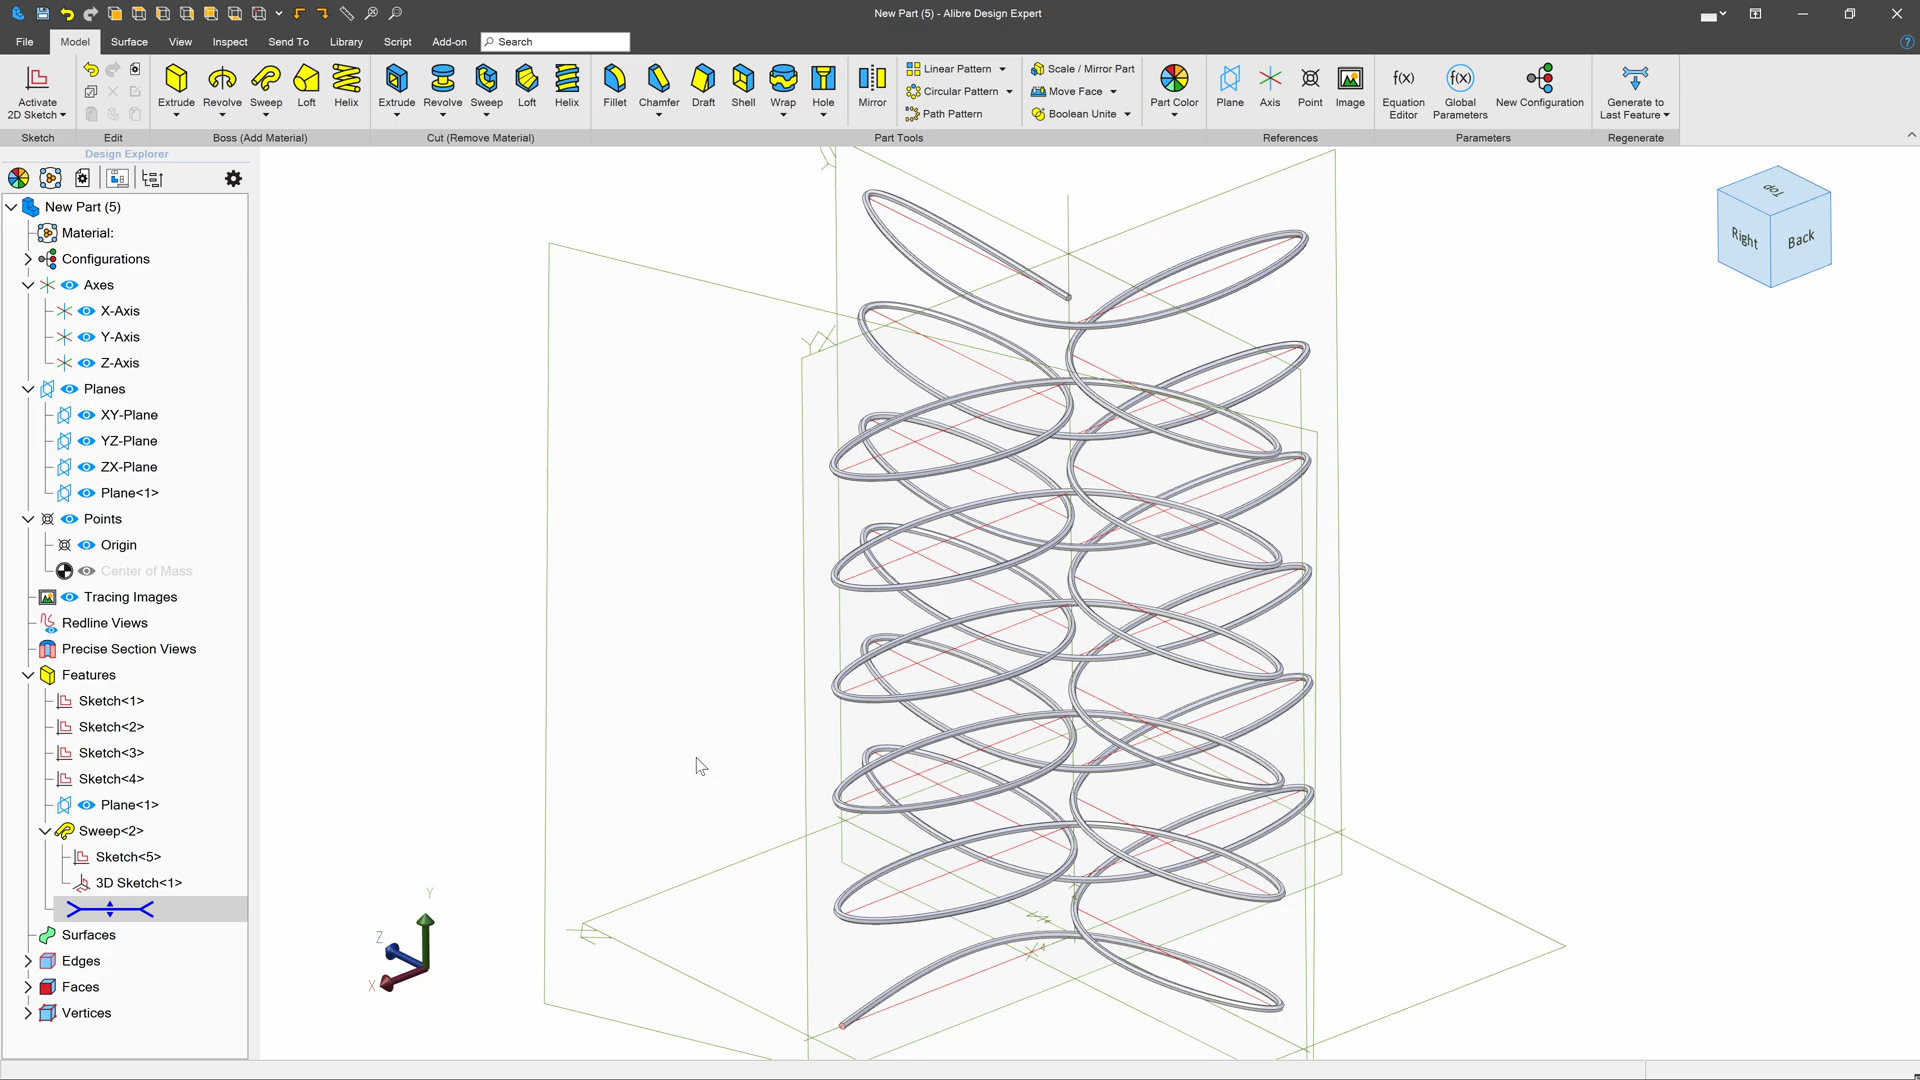 New Part (5) - Alibre Design Expert
File Model Surface View Inspect Send To Library Script Add-on Search
Activate 2D Sketch
Extrude Revolve Sweep Loft Helix
Extrude Revolve Sweep Loft Helix
Fillet Chamfer Draft Shell Wrap Hole Mirror
Linear Pattern
Circular Pattern
Path Pattern
Scale / Mirror Part
Move Face
Boolean Unite
Part Color
Plane Axis Point Image
f(x) Equation Editor
f(x) Global Parameters
New Configuration
Generate to Last Feature
Sketch Edit Boss (Add Material) Cut (Remove Material) Part Tools References Parameters Regenerate
Design Explorer
New Part (5)
Material:
Configurations
Axes
X-Axis
Y-Axis
Z-Axis
Planes
XY-Plane
YZ-Plane
ZX-Plane
Plane<1>
Points
Origin
Center of Mass
Tracing Images
Redline Views
Precise Section Views
Features
Sketch<1>
Sketch<2>
Sketch<3>
Sketch<4>
Plane<1>
Sweep<2>
Sketch<5>
3D Sketch<1>
Surfaces
Edges
Faces
Vertices
Top
Right
Back
Y
Z
X